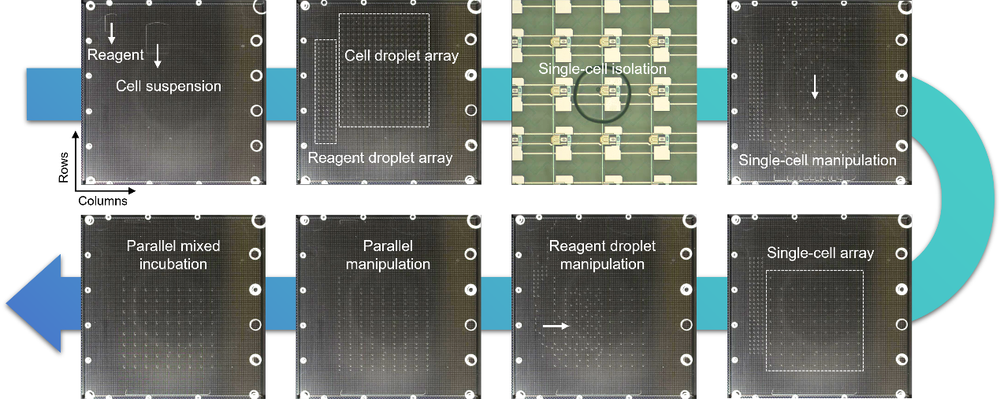 Reagent
Cell suspension
Rows
Columns
Cell droplet array
Reagent droplet array
Single-cell isolation
Single-cell manipulation
Parallel mixed
incubation
Parallel
manipulation
Reagent droplet
manipulation
Single-cell array